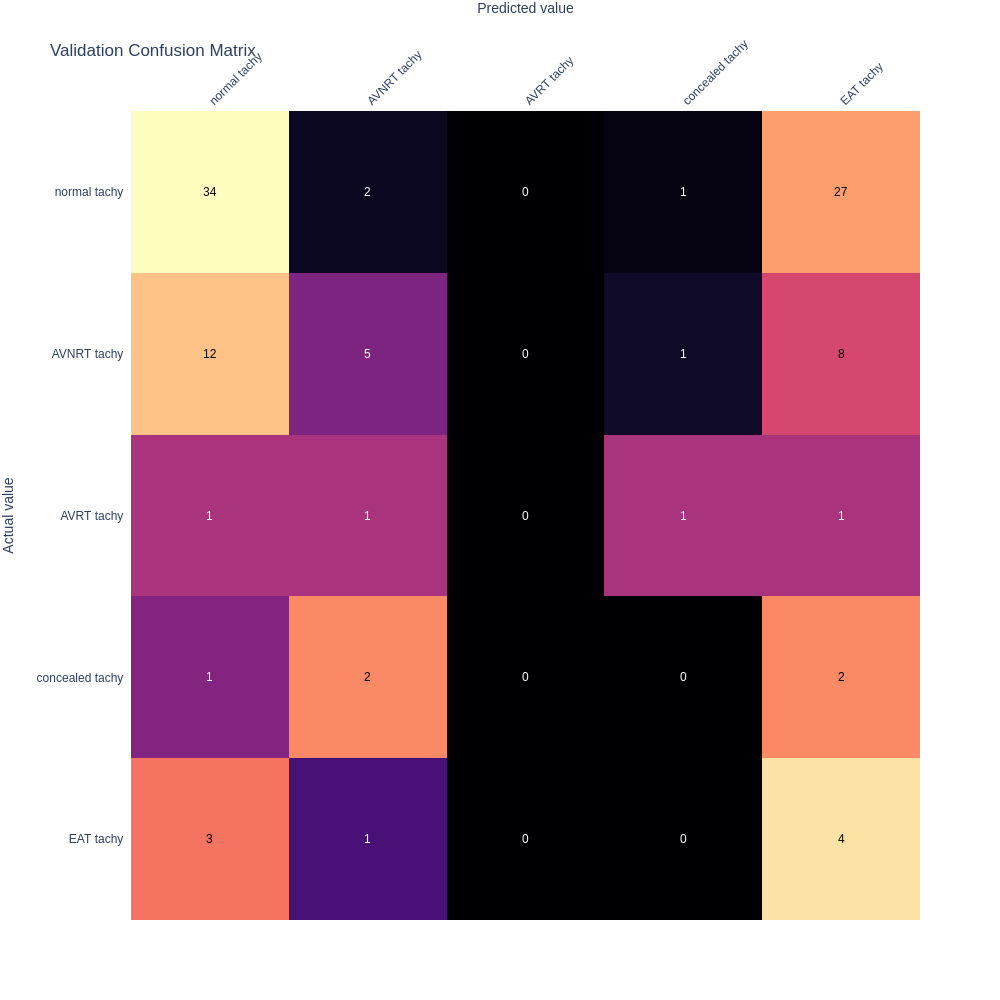 Predicted value
Validation Confusion Matrix
normal tachy AVNRT tachy AVRT tachy concealed tachy EAT tachy
normal tachy 34 2 0 1 27
AVNRT tachy 12 5 0 1 8
Actual value
AVRT tachy 1 1 0 1 1
concealed tachy 1 2 0 0 2
EAT tachy 3 1 0 0 4